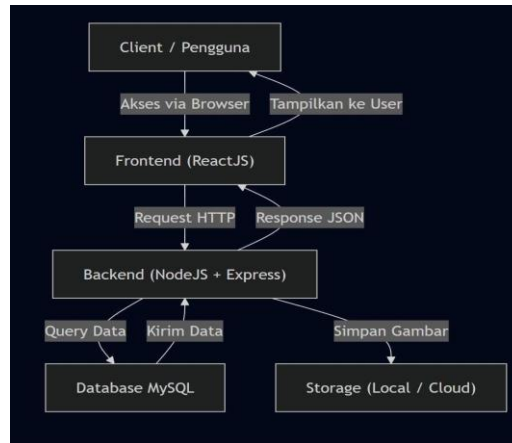 Client / Pengguna
Akses via Browser
Tampilkan ke User
Frontend (ReactJS)
Request HTTP
Response JSON
Backend (NodeJS + Express)
Query Data
Kirim Data
Simpan Gambar
Database MySQL
Storage (Local / Cloud)